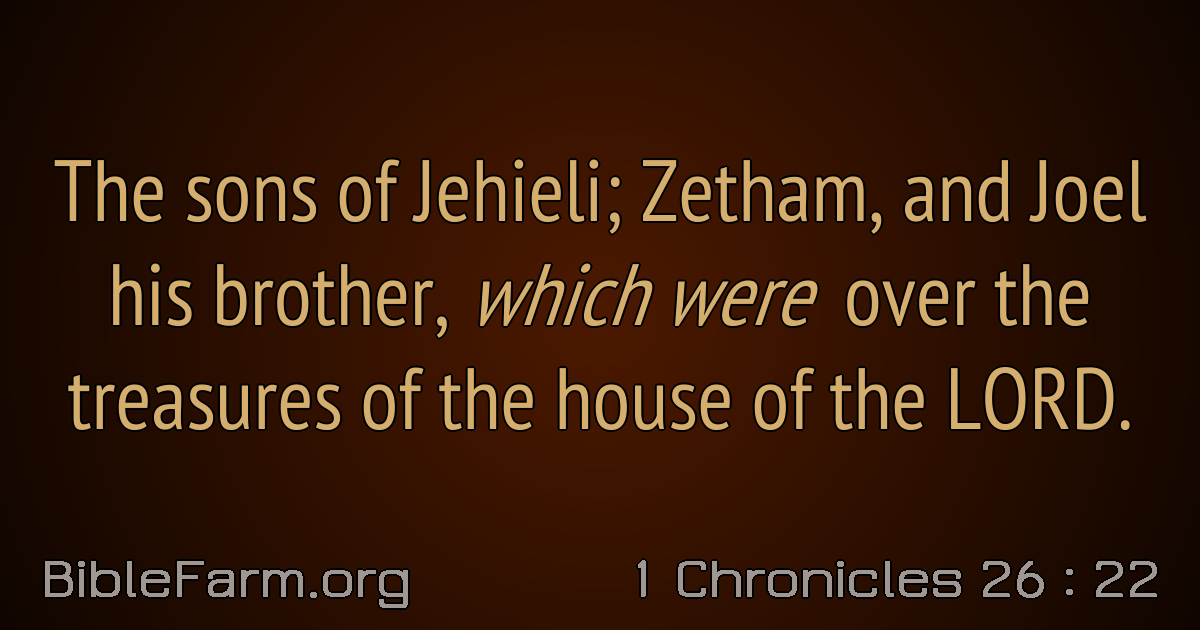 The sons of Jehieli; Zetham, and Joel
his brother, which were over the
treasures of the house of the LORD.
BibleFarm.org
1 Chronicles 26 : 22